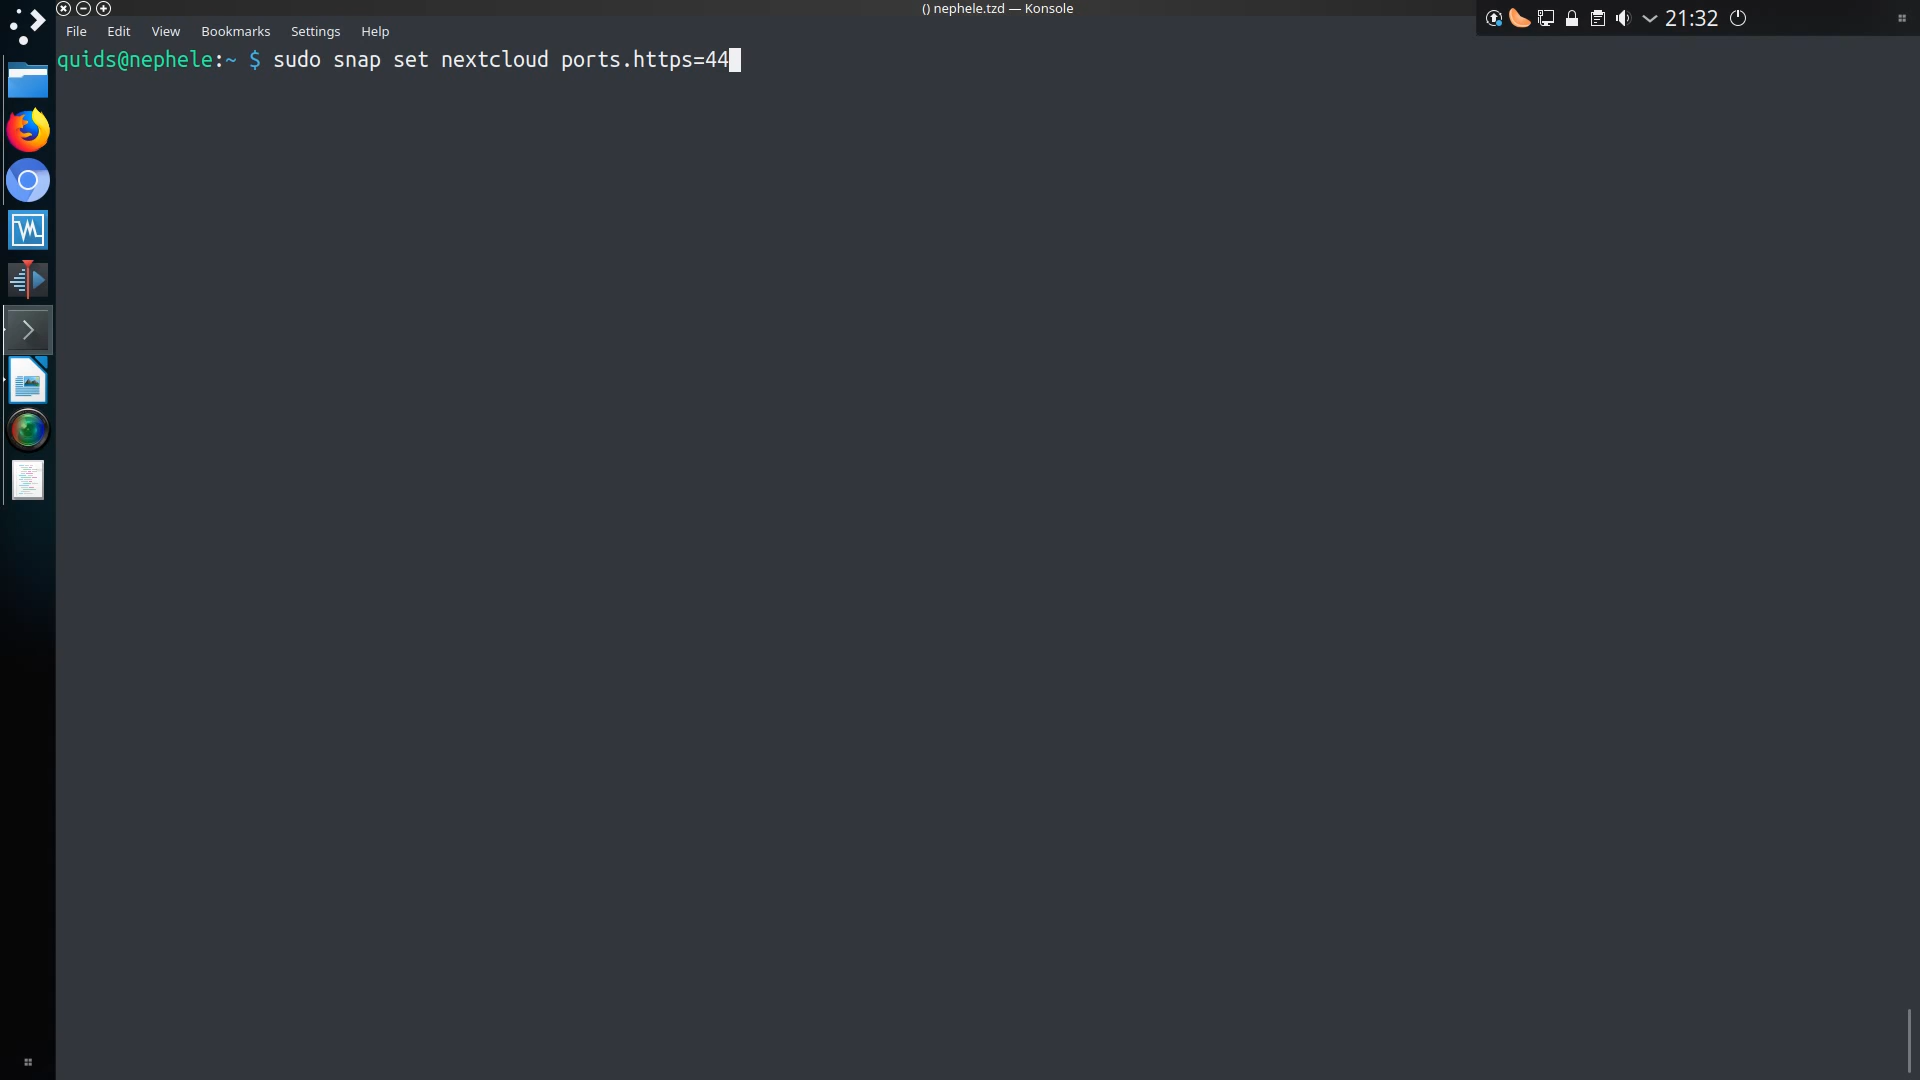 () nephele.tzd — Konsole
21:32
File Edit View Bookmarks Settings Help
quids@nephele:~ $ sudo snap set nextcloud ports.https=44